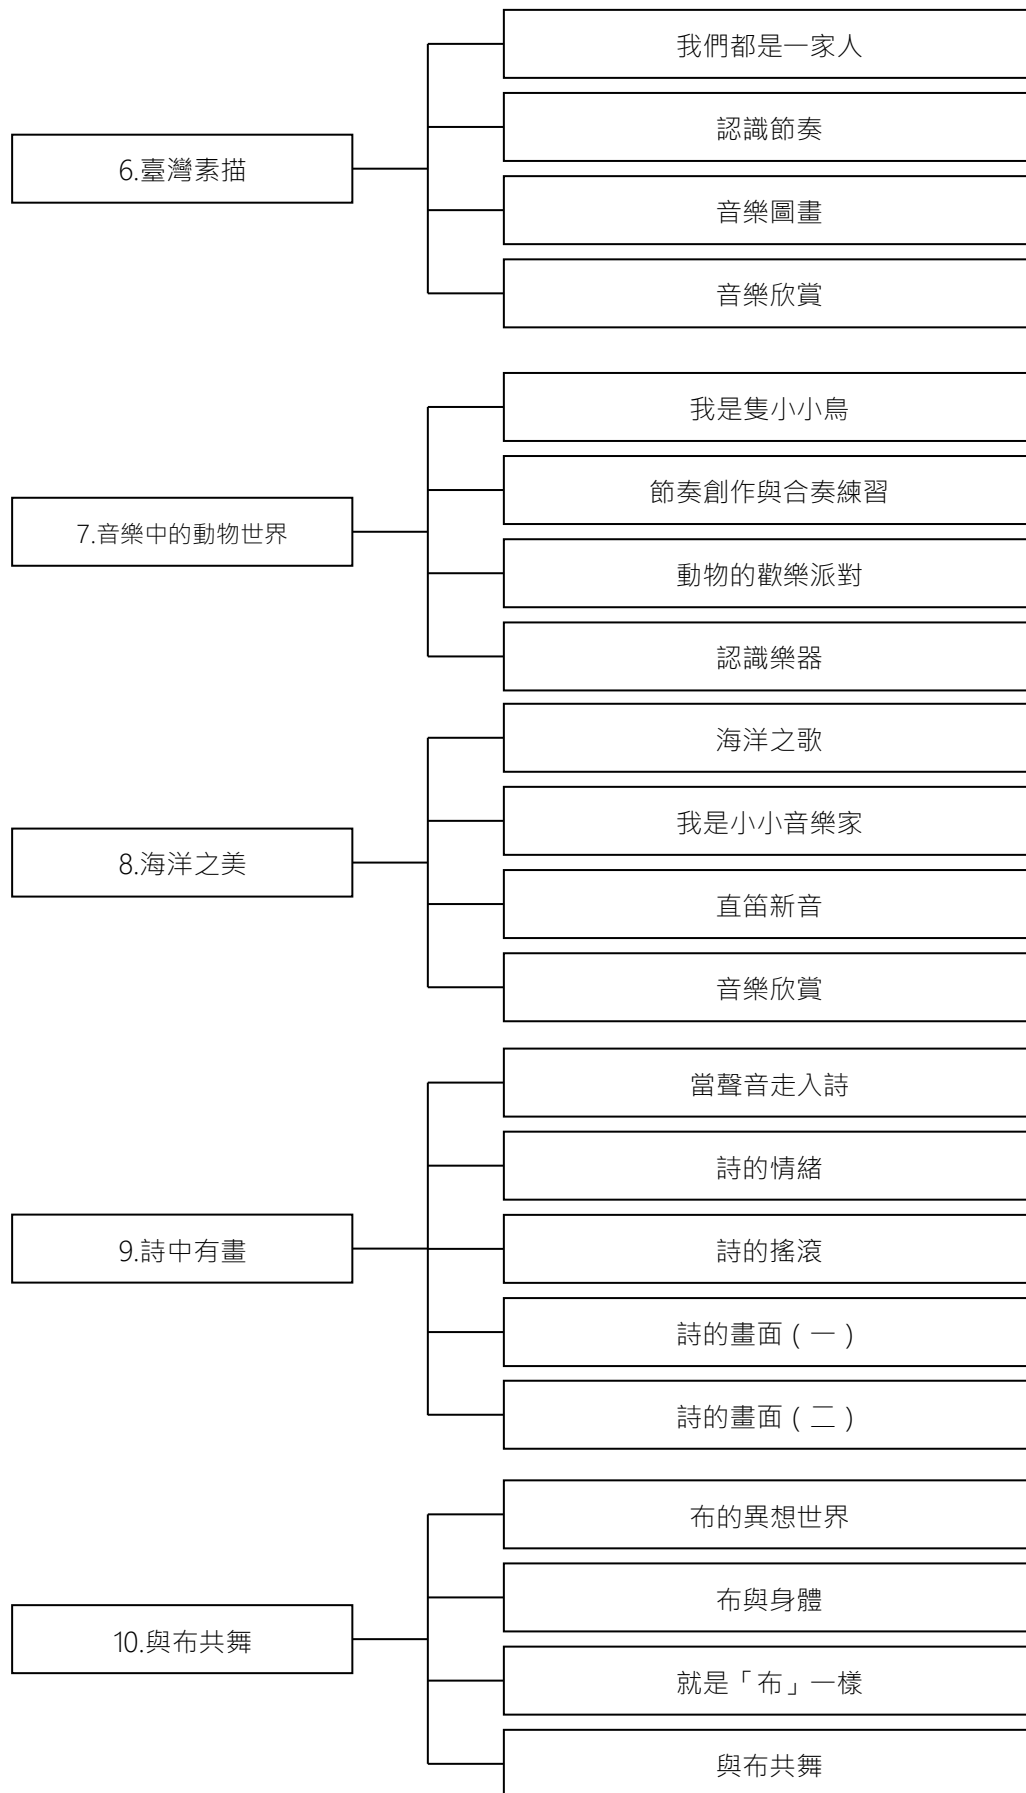 6.臺灣素描
我們都是一家人
認識節奏
音樂圖畫
音樂欣賞
7.音樂中的動物世界
我是隻小小鳥
節奏創作與合奏練習
動物的歡樂派對
認識樂器
8.海洋之美
海洋之歌
我是小小音樂家
直笛新音
音樂欣賞
9.詩中有畫
當聲音走入詩
詩的情緒
詩的搖滾
詩的畫面(一)
詩的畫面(二)
10.與布共舞
布的異想世界
布與身體
就是「布」一樣
與布共舞